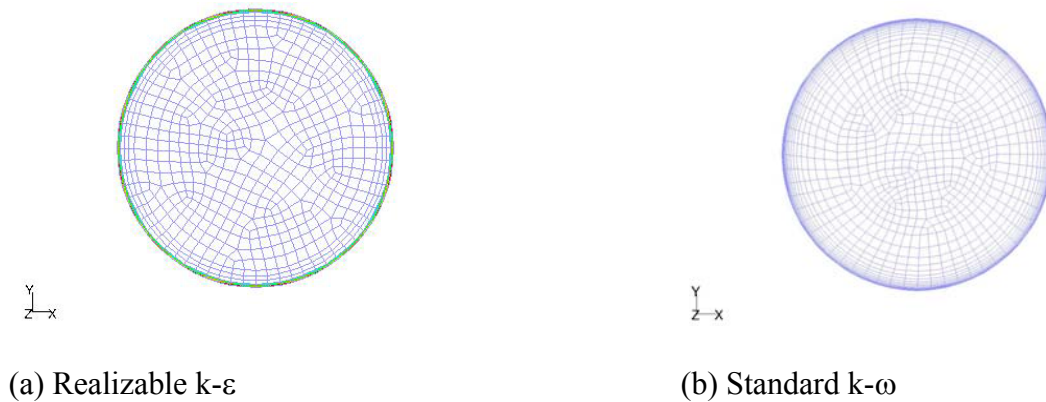 Y
Z X
Y
Z X
(a) Realizable k-ε
(b) Standard k-ω